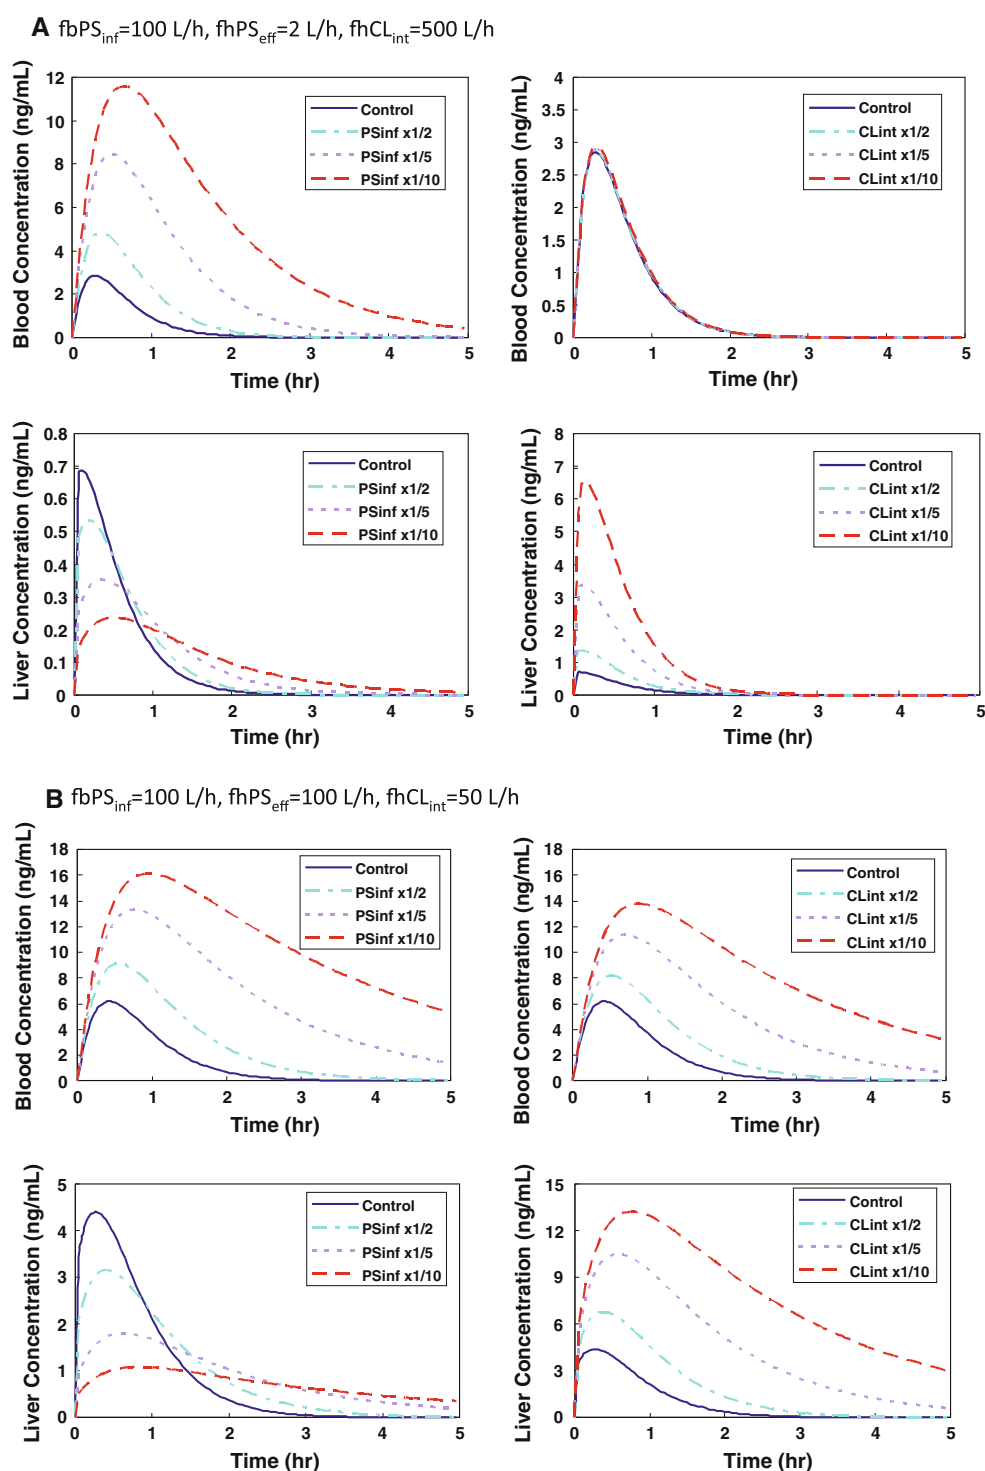 A fbPSinf=100 L/h, fhPSeff=2 L/h, fhCLint=500 L/h
Blood Concentration (ng/mL)
12
10
8
6
4
2
0
Control
PSinf x1/2
PSinf x1/5
PSinf x1/10
0 1 2 3 4 5
Time (hr)
Blood Concentration (ng/mL)
4
3.5
3
2.5
2
1.5
1
0.5
0
Control
CLint x1/2
CLint x1/5
CLint x1/10
0 1 2 3 4 5
Time (hr)
Liver Concentration (ng/mL)
0.8
0.7
0.6
0.5
0.4
0.3
0.2
0.1
0
Control
PSinf x1/2
PSinf x1/5
PSinf x1/10
0 1 2 3 4 5
Time (hr)
Liver Concentration (ng/mL)
8
7
6
5
4
3
2
1
0
Control
CLint x1/2
CLint x1/5
CLint x1/10
0 1 2 3 4 5
Time (hr)
B fbPSinf=100 L/h, fhPSeff=100 L/h, fhCLint=50 L/h
Blood Concentration (ng/mL)
18
16
14
12
10
8
6
4
2
0
Control
PSinf x1/2
PSinf x1/5
PSinf x1/10
0 1 2 3 4 5
Time (hr)
Blood Concentration (ng/mL)
18
16
14
12
10
8
6
4
2
0
Control
CLint x1/2
CLint x1/5
CLint x1/10
0 1 2 3 4 5
Time (hr)
Liver Concentration (ng/mL)
5
4
3
2
1
0
Control
PSinf x1/2
PSinf x1/5
PSinf x1/10
0 1 2 3 4 5
Time (hr)
Liver Concentration (ng/mL)
15
12
9
6
3
0
Control
CLint x1/2
CLint x1/5
CLint x1/10
0 1 2 3 4 5
Time (hr)